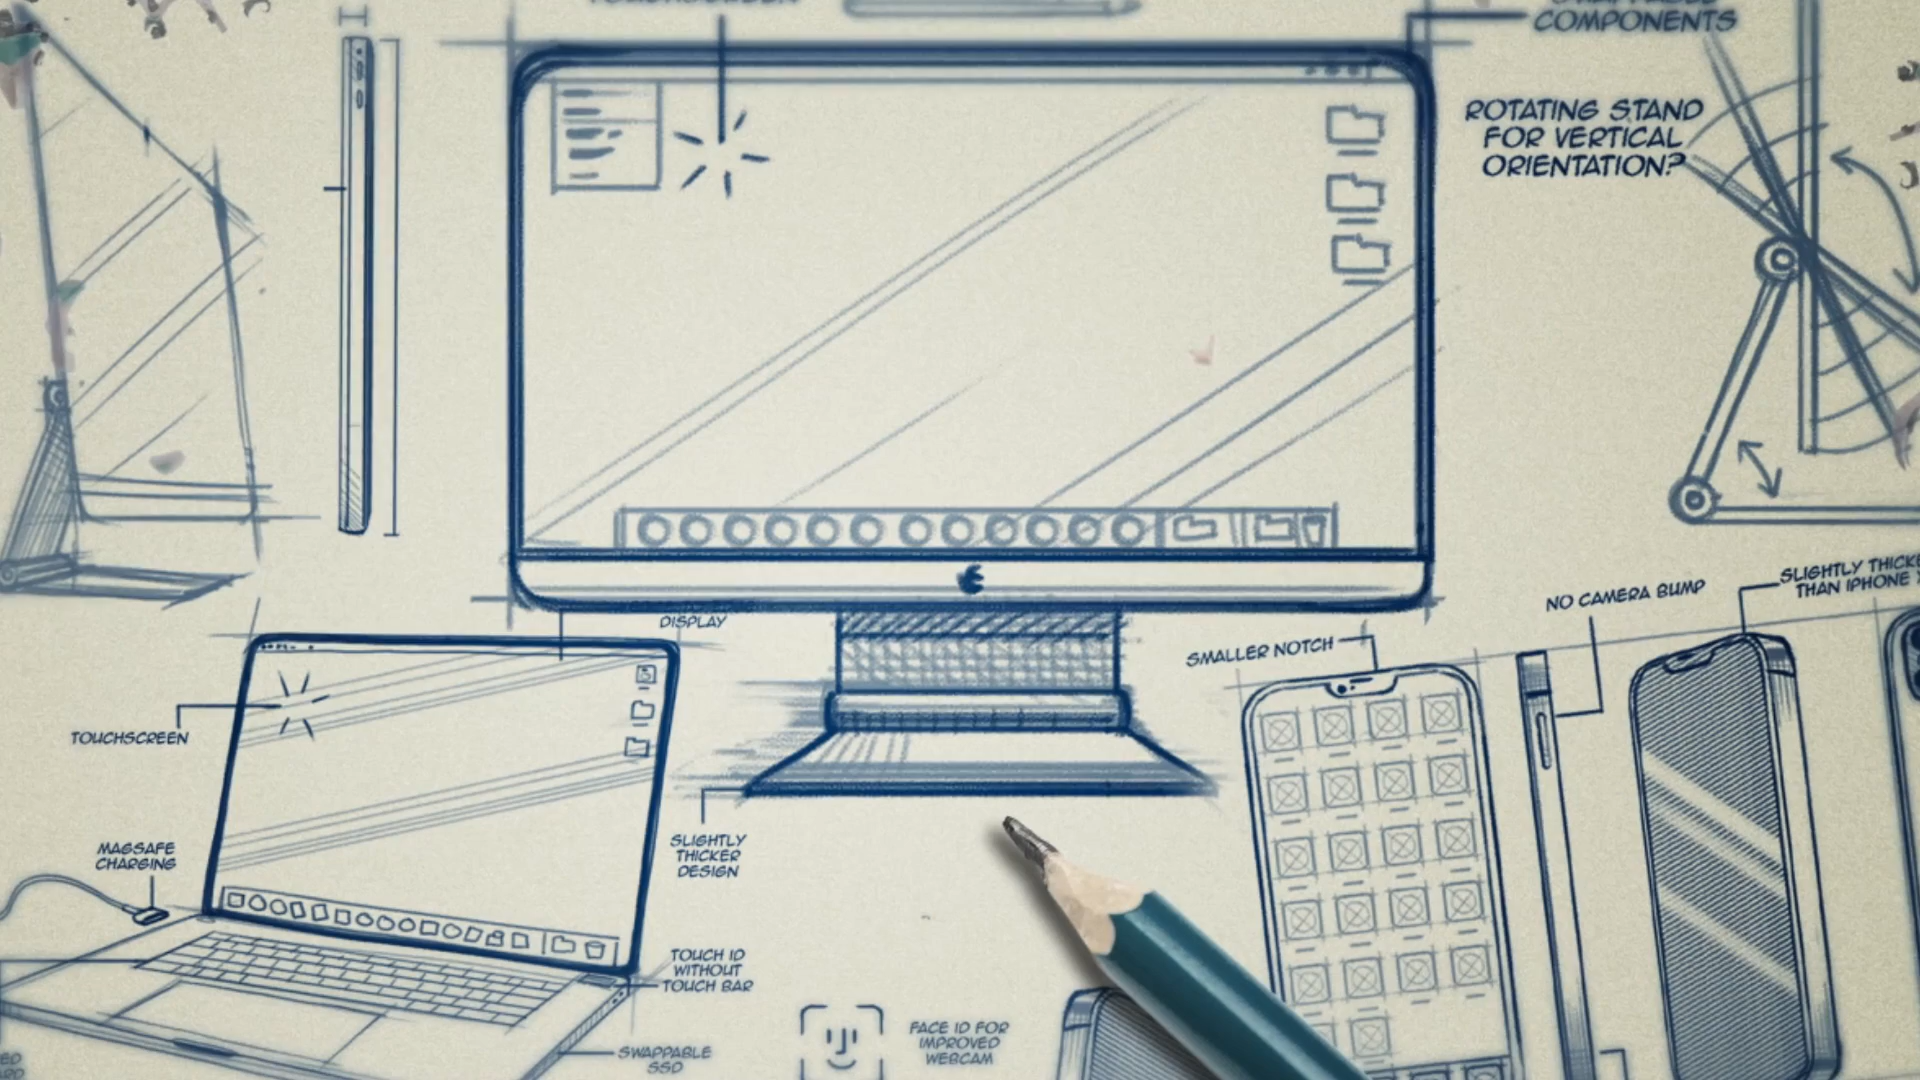 TOUCHSCREEN
COMPONENTS
ROTATING STAND
FOR VERTICAL
ORIENTATION?
SLIGHTLY
THAN IPHONE
NO CAMERA BUMP
DISPLAY
SMALLER NOTCH
TOUCHSCREEN
SLIGHTLY
THICKER
DESIGN
MAGSAFE
CHARGING
TOUCH ID
WITHOUT
TOUCH BAR
FACE ID FOR
IMPROVED
WEBCAM
SWAPPABLE
SSD